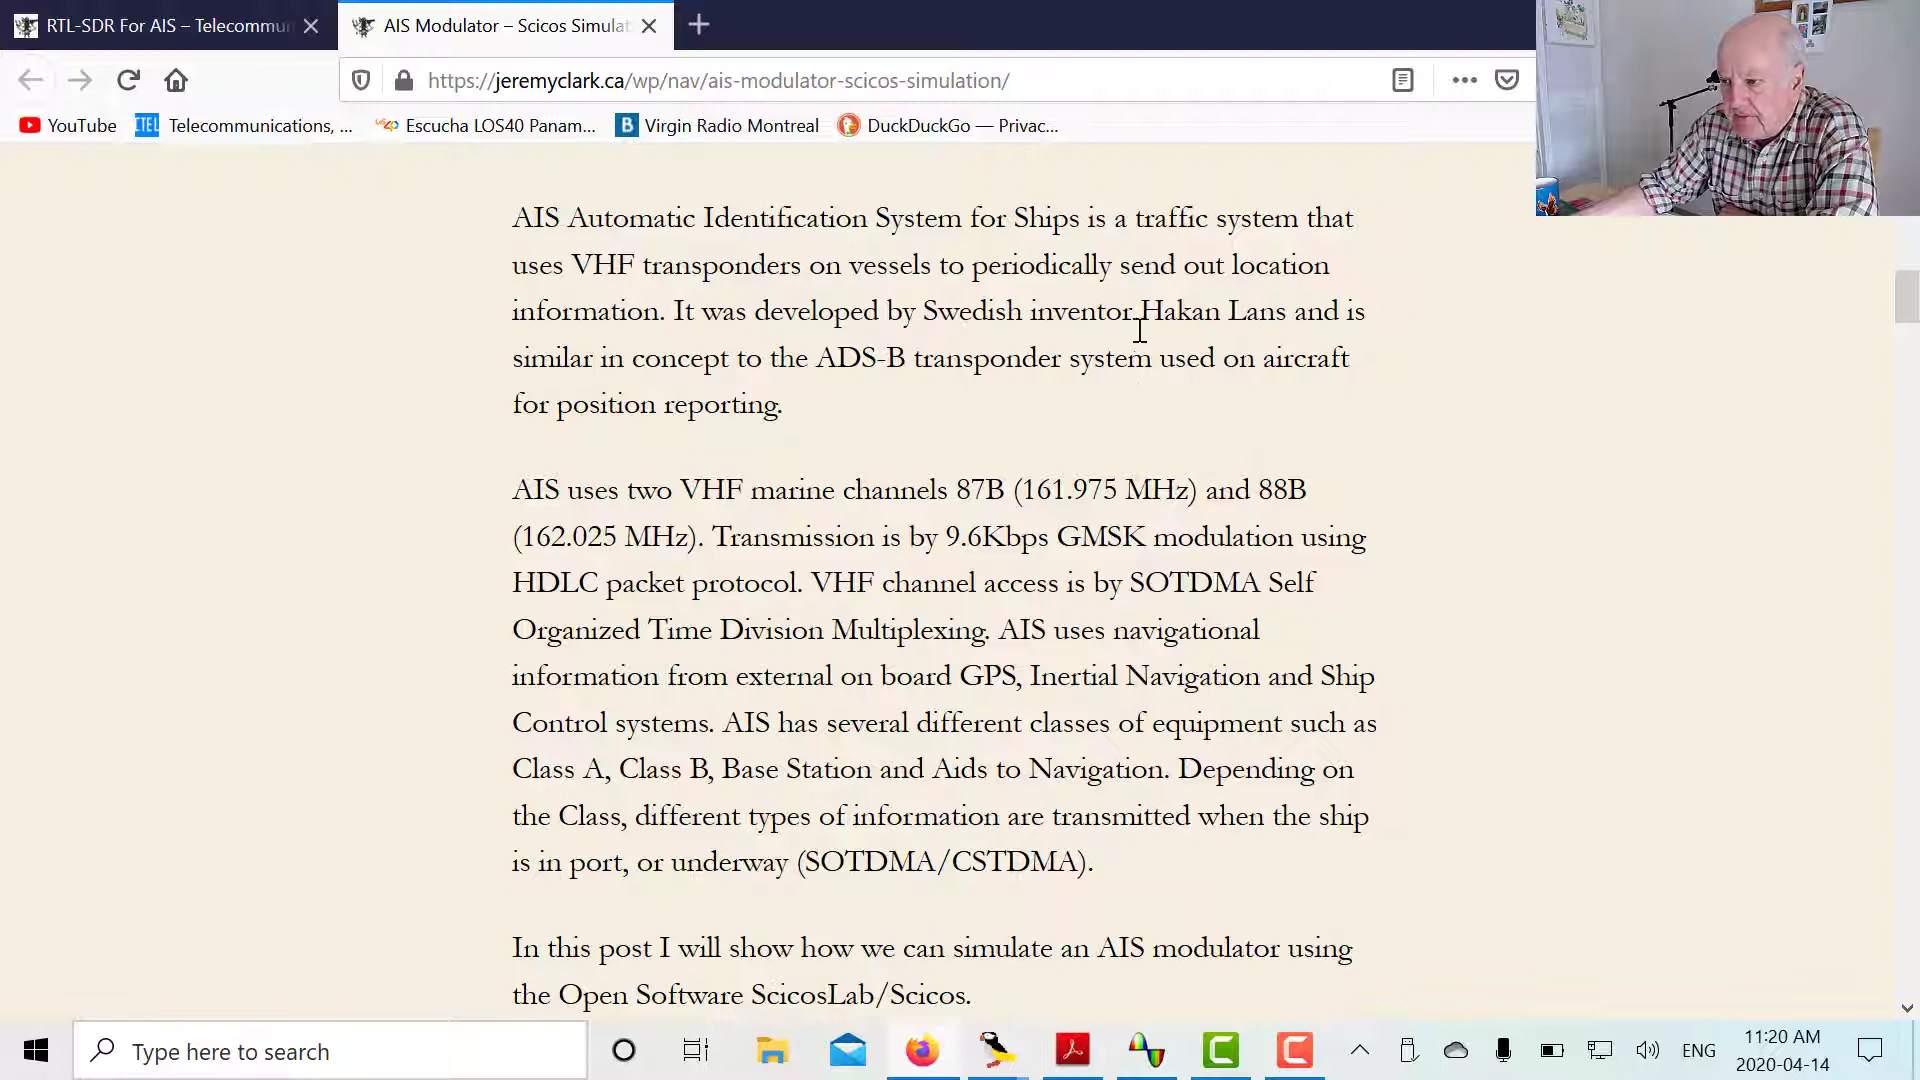 RTL-SDR For AIS – Telecommu
AIS Modulator – Scicos Simulat
https://jeremyclark.ca/wp/nav/ais-modulator-scicos-simulation/
YouTube
CTEL Telecommunications, ...
Escucha LOS40 Panam...
B Virgin Radio Montreal
DuckDuckGo — Privac...
AIS Automatic Identification System for Ships is a traffic system that
uses VHF transponders on vessels to periodically send out location
information. It was developed by Swedish inventor Hakan Lans and is
similar in concept to the ADS-B transponder system used on aircraft
for position reporting.
AIS uses two VHF marine channels 87B (161.975 MHz) and 88B
(162.025 MHz). Transmission is by 9.6Kbps GMSK modulation using
HDLC packet protocol. VHF channel access is by SOTDMA Self
Organized Time Division Multiplexing. AIS uses navigational
information from external on board GPS, Inertial Navigation and Ship
Control systems. AIS has several different classes of equipment such as
Class A, Class B, Base Station and Aids to Navigation. Depending on
the Class, different types of information are transmitted when the ship
is in port, or underway (SOTDMA/CSTDMA).
In this post I will show how we can simulate an AIS modulator using
the Open Software ScicosLab/Scicos.
Type here to search
ENG
11:20 AM
2020-04-14